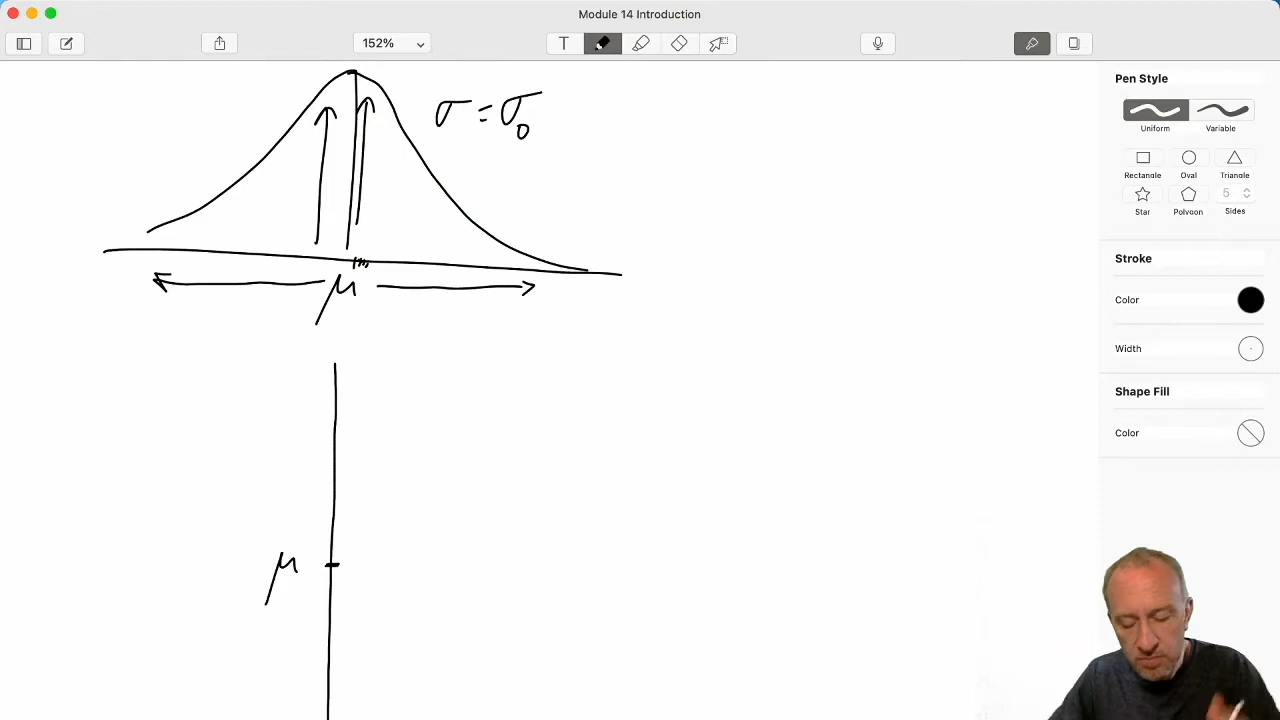 Module 14 Introduction
152%
T
Pen Style
Uniform Variable
Rectangle Oval Triangle
5
Star Polygon Sides
Stroke
Color
Width
Shape Fill
Color
σ = σ₀
μ
μ